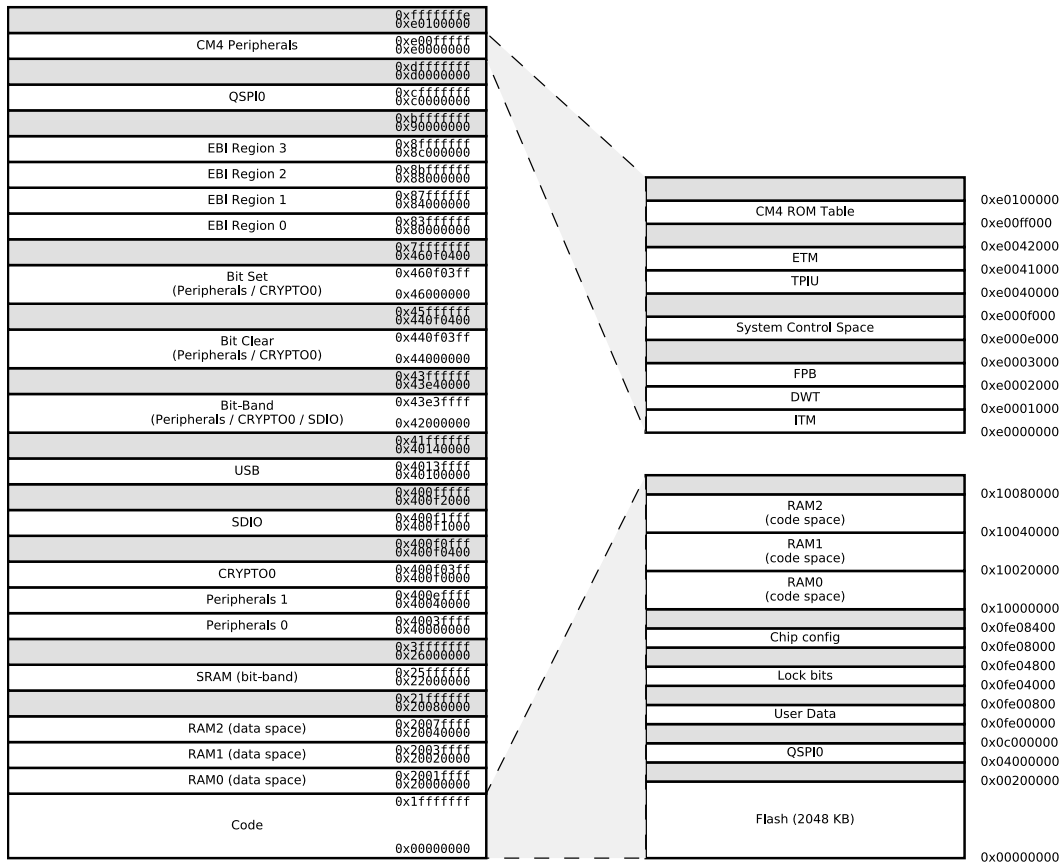 0xfffffffe
0xe0100000
CM4 Peripherals
0xe00fffff
0xe0000000
0xdfffffff
0xd0000000
QSPI0
0xcfffffff
0xc0000000
0xbfffffff
0x90000000
EBI Region 3
0x8fffffff
0x8c000000
EBI Region 2
0x8bffffff
0x88000000
EBI Region 1
0x87ffffff
0x84000000
EBI Region 0
0x83ffffff
0x80000000
0x7fffffff
0x460f0400
Bit Set
(Peripherals / CRYPTO0)
0x460f03ff
0x46000000
0x45ffffff
0x440f0400
Bit Clear
(Peripherals / CRYPTO0)
0x440f03ff
0x44000000
0x43ffffff
0x43e40000
Bit-Band
(Peripherals / CRYPTO0 / SDIO)
0x43e3ffff
0x42000000
0x41ffffff
0x40140000
USB
0x4013ffff
0x40100000
0x400fffff
0x400f2000
SDIO
0x400f1fff
0x400f1000
0x400f0fff
0x400f0400
CRYPTO0
0x400f03ff
0x400f0000
Peripherals 1
0x400effff
0x40040000
Peripherals 0
0x4003ffff
0x40000000
0x3fffffff
0x26000000
SRAM (bit-band)
0x25ffffff
0x22000000
0x21ffffff
0x20080000
RAM2 (data space)
0x2007ffff
0x20040000
RAM1 (data space)
0x2003ffff
0x20020000
RAM0 (data space)
0x2001ffff
0x20000000
Code
0x1fffffff
0x00000000
0xe0100000
CM4 ROM Table
0xe00ff000
0xe0042000
ETM
0xe0041000
TPIU
0xe0040000
0xe000f000
System Control Space
0xe000e000
0xe0003000
FPB
0xe0002000
DWT
0xe0001000
ITM
0xe0000000
0x10080000
RAM2
(code space)
0x10040000
RAM1
(code space)
0x10020000
RAM0
(code space)
0x10000000
0x0fe08400
Chip config
0x0fe08000
0x0fe04800
Lock bits
0x0fe04000
0x0fe00800
User Data
0x0fe00000
0x0c000000
QSPI0
0x04000000
0x00200000
Flash (2048 KB)
0x00000000